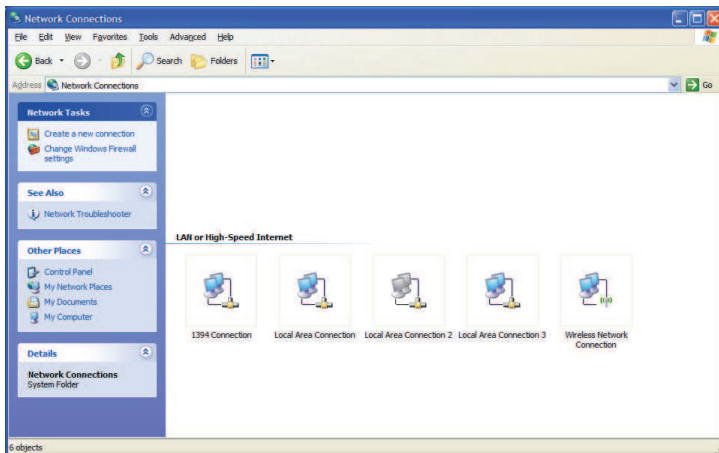 Network Connections
File Edit View Favorites Tools Advanced Help
Back Search Folders
Address Network Connections Go
Network Tasks
Create a new connection
Change Windows Firewall
settings
See Also
Network Troubleshooter
Other Places
Control Panel
My Network Places
My Documents
My Computer
Details
Network Connections
System Folder
LAN or High-Speed Internet
1394 Connection Local Area Connection Local Area Connection 2 Local Area Connection 3 Wireless Network
Connection
6 objects